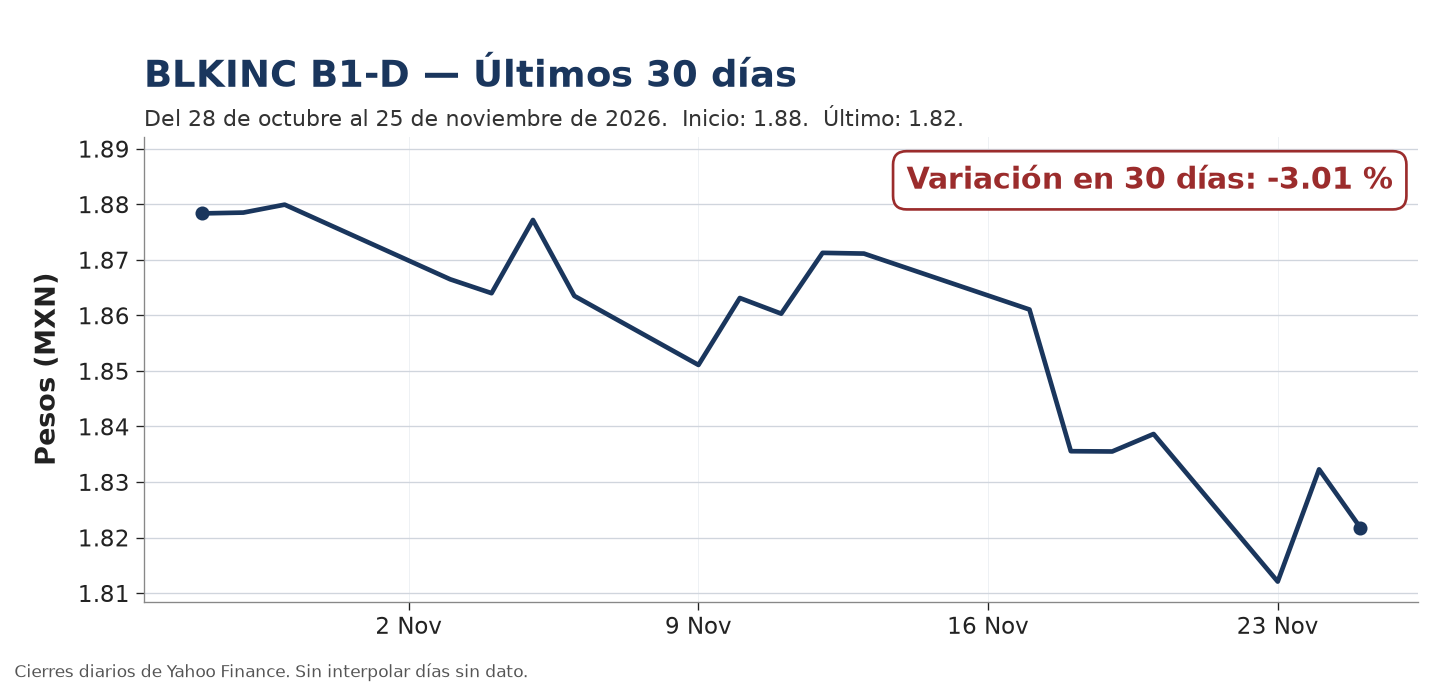 BLKINC B1-D — Últimos 30 días
Del 28 de octubre al 25 de noviembre de 2026.  Inicio: 1.88.  Último: 1.82.
Variación en 30 días: -3.01 %
Pesos (MXN)
1.89
1.88
1.87
1.86
1.85
1.84
1.83
1.82
1.81
2 Nov
9 Nov
16 Nov
23 Nov
Cierres diarios de Yahoo Finance. Sin interpolar días sin dato.